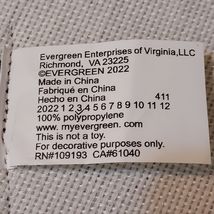 Evergreen Enterprises of Virginia,LLC
Richmond, VA 23225
©EVERGREEN 2022
Made in China
Fabriqué en China
Hecho en China 411
2022 1 2 3 4 5 6 7 8 9 10 11 12
100% polypropylene
www.myevergreen.com
This is not a toy.
For decorative purposes only.
RN#109193 CA#61040